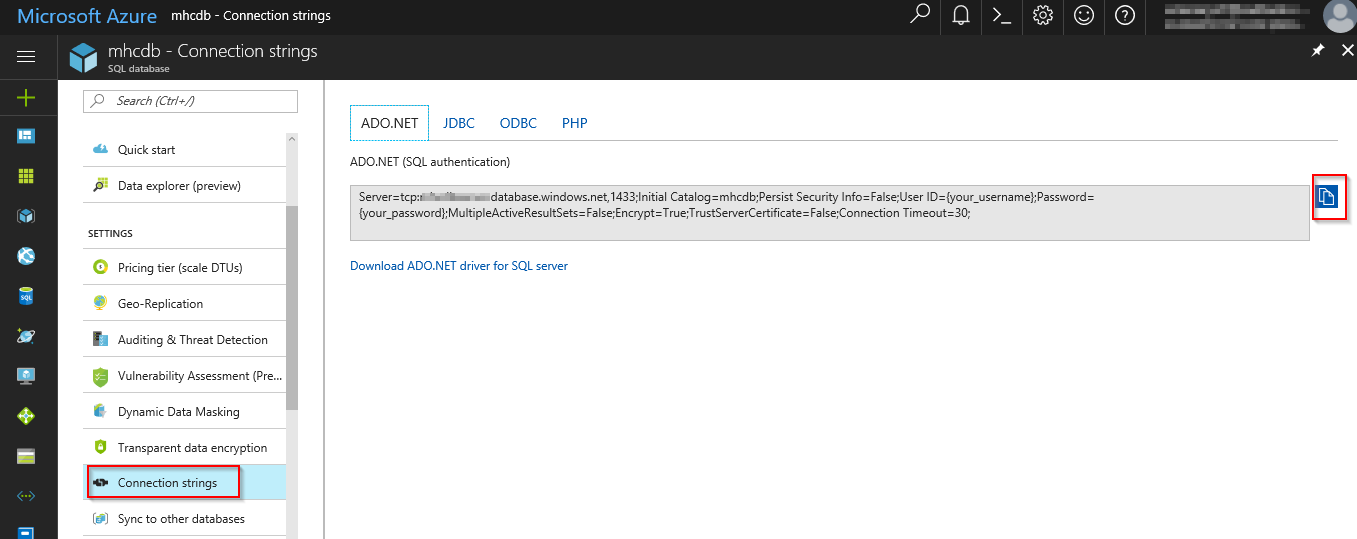 Microsoft Azure mhcdb - Connection strings
mhcdb - Connection strings
SQL database
Search (Ctrl+/)
Quick start
Data explorer (preview)
SETTINGS
Pricing tier (scale DTUs)
Geo-Replication
Auditing & Threat Detection
Vulnerability Assessment (Pre...
Dynamic Data Masking
Transparent data encryption
Connection strings
Sync to other databases
SQL
ADO.NET JDBC ODBC PHP
ADO.NET (SQL authentication)
Server=tcp: database.windows.net,1433;Initial Catalog=mhcdb;Persist Security Info=False;User ID={your_username};Password=
{your_password};MultipleActiveResultSets=False;Encrypt=True;TrustServerCertificate=False;Connection Timeout=30;
Download ADO.NET driver for SQL server